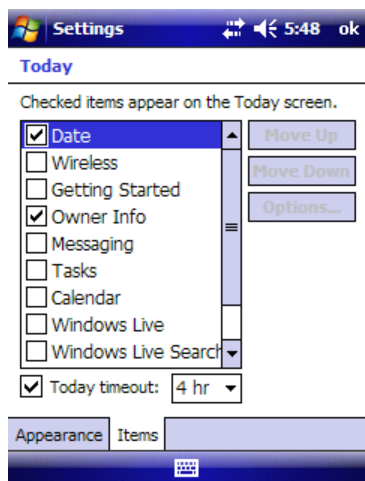 Settings 5:48 ok
Today
Checked items appear on the Today screen.
Date
Wireless
Getting Started
Owner Info
Messaging
Tasks
Calendar
Windows Live
Windows Live Search
Move Up
Move Down
Options...
Today timeout: 4 hr
Appearance Items